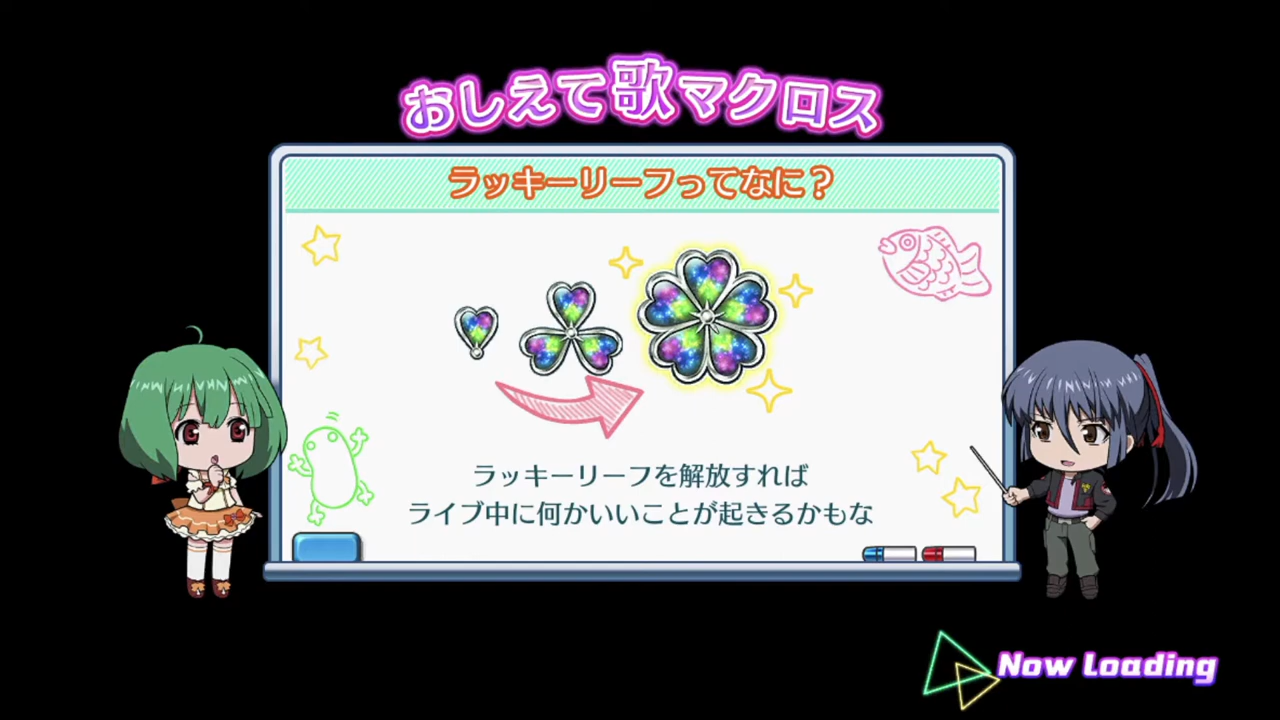 おしえて歌マクロス
ラッキーリーフってなに？
ラッキーリーフを解放すれば
ライブ中に何かいいことが起きるかもな
Now Loading